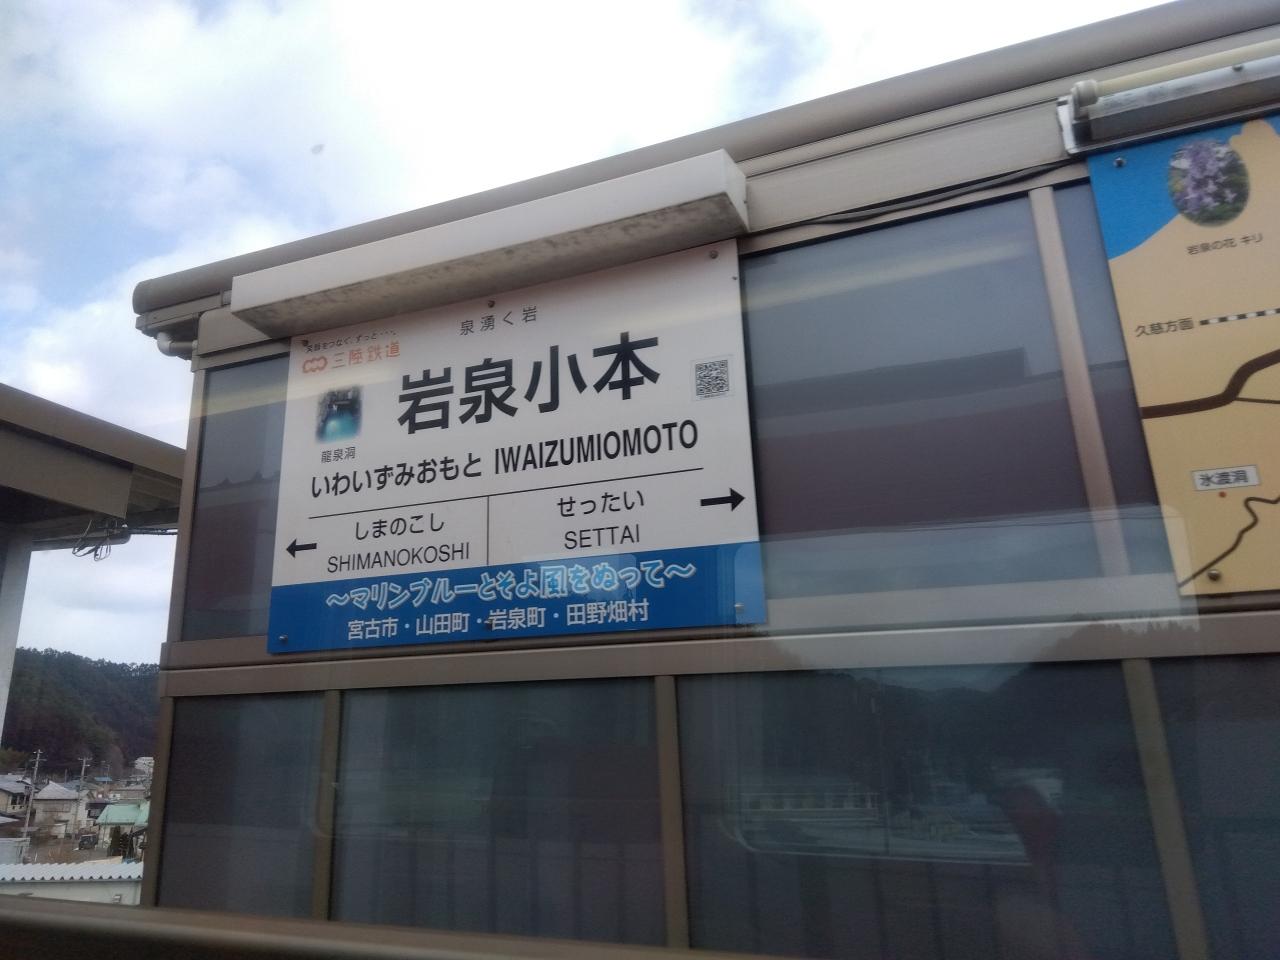 泉湧く岩
三陸鉄道
岩泉小本
龍泉洞
いわいずみおもと IWAIZUMIOMOTO
しまのこし
せったい
← SHIMANOKOSHI
SETTAI →
～マリンブルーとそよ風をぬって～
宮古市・山田町・岩泉町・田野畑村
岩泉の花 キリ
久慈方面
氷渡洞